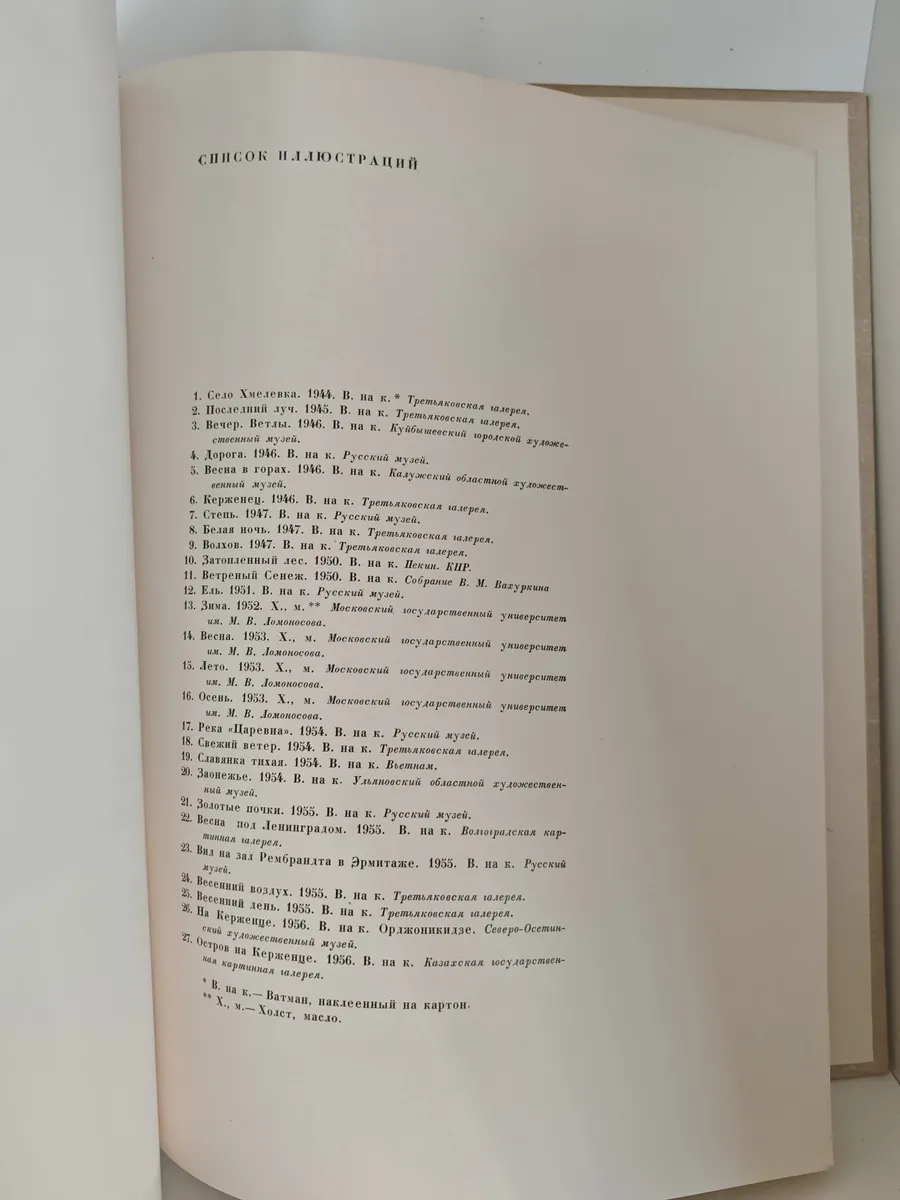 СПИСОК ИЛЛЮСТРАЦИЙ
1. Село Хмелевка. 1944. В. на к.* Третьяковская галерея.
2. Последний луч. 1945. В. на к. Третьяковская галерея.
3. Вечер. Ветлы. 1946. В. на к. Куйбышевский городской художе-
ственный музей.
4. Дорога. 1946. В. на к. Русский музей.
5. Весна в горах. 1946. В. на к. Калужский областной художест-
венный музей.
6. Керженец. 1946. В. на к. Третьяковская галерея.
7. Степь. 1947. В. на к. Русский музей.
8. Белая ночь. 1947. В. на к. Третьяковская галерея.
9. Волхов. 1947. В. на к. Третьяковская галерея.
10. Затопленный лес. 1950. В. на к. Пекин. КНР.
11. Ветреный Сенеж. 1950. В. на к. Собрание В. М. Вахуркина
12. Ель. 1951. В. на к. Русский музей.
13. Зима. 1952. Х., м.** Московский государственный университет
им. М. В. Ломоносова.
14. Весна. 1953. Х., м. Московский государственный университет
им. М. В. Ломоносова.
15. Лето. 1953. Х., м. Московский государственный университет
им. М. В. Ломоносова.
16. Осень. 1953. Х., м. Московский государственный университет
им. М. В. Ломоносова.
17. Река «Царевна». 1954. В. на к. Русский музей.
18. Свежий ветер. 1954. В. на к. Третьяковская галерея.
19. Славянка тихая. 1954. В. на к. Вьетнам.
20. Заонежье. 1954. В. на к. Ульяновский областной художествен-
ный музей.
21. Золотые почки. 1955. В. на к. Русский музей.
22. Весна под Ленинградом. 1955. В. на к. Волгоградская кар-
тинная галерея.
23. Вид на зал Рембрандта в Эрмитаже. 1955. В. на к. Русский
музей.
24. Весенний воздух. 1955. В. на к. Третьяковская галерея.
25. Весенний день. 1955. В. на к. Третьяковская галерея.
26. На Керженце. 1956. В. на к. Орджоникидзе. Северо-Осетин-
ский художественный музей.
27. Остров на Керженце. 1956. В. на к. Казахская государствен-
ная картинная галерея.
* В. на к.— Ватман, наклеенный на картон.
** Х., м.— Холст, масло.